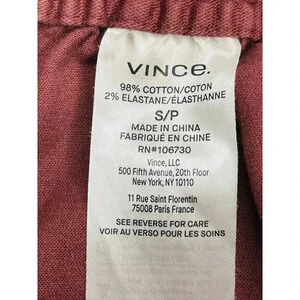 VINCE.
98% COTTON/COTON
2% ELASTANE/ÉLASTHANNE
S/P
MADE IN CHINA
FABRIQUÉ EN CHINE
RN#106730
Vince, LLC
500 Fifth Avenue, 20th Floor
New York, NY 10110
11 Rue Saint Florentin
75008 Paris France
SEE REVERSE FOR CARE
VOIR AU VERSO POUR LES SOINS